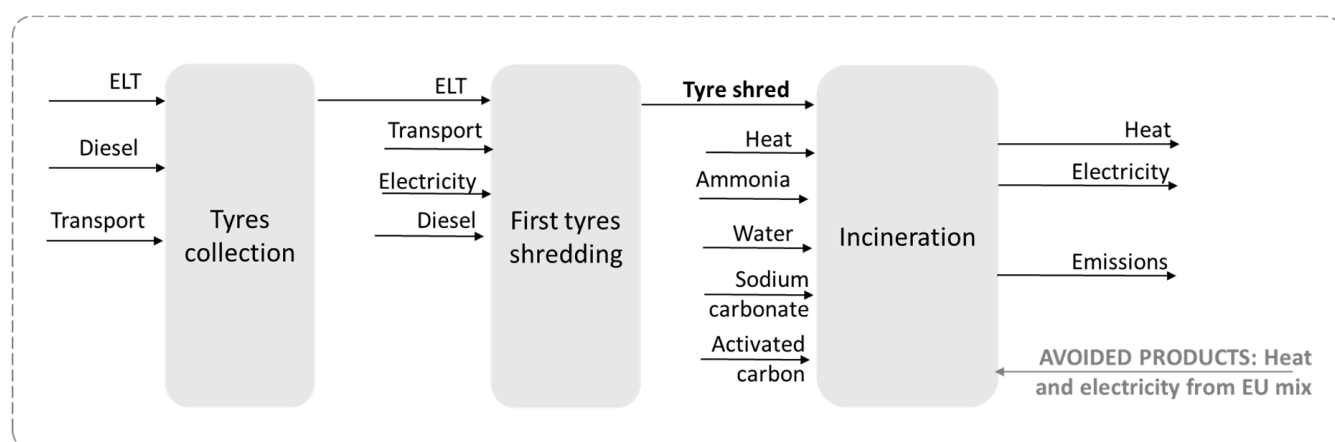 ELT
Diesel
Transport
Tyres
collection
ELT
Transport
Electricity
Diesel
First tyres
shredding
Tyre shred
Heat
Ammonia
Water
Sodium
carbonate
Activated
carbon
Incineration
Heat
Electricity
Emissions
AVOIDED PRODUCTS: Heat
and electricity from EU mix